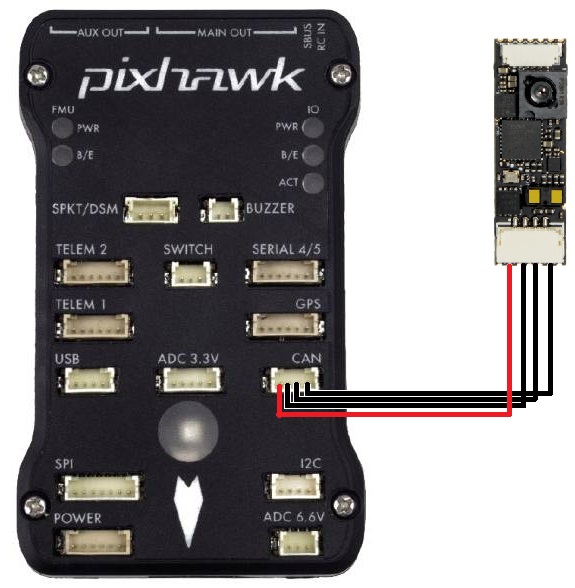 AUX OUT MAIN OUT SBUS
RC IN
pixhawk
FMU IO
PWR PWR
B/E B/E
ACT
SPKT/DSM BUZZER
TELEM 2 SWITCH SERIAL 4/5
TELEM 1 GPS
USB ADC 3.3V CAN
SPI I2C
POWER ADC 6.6V